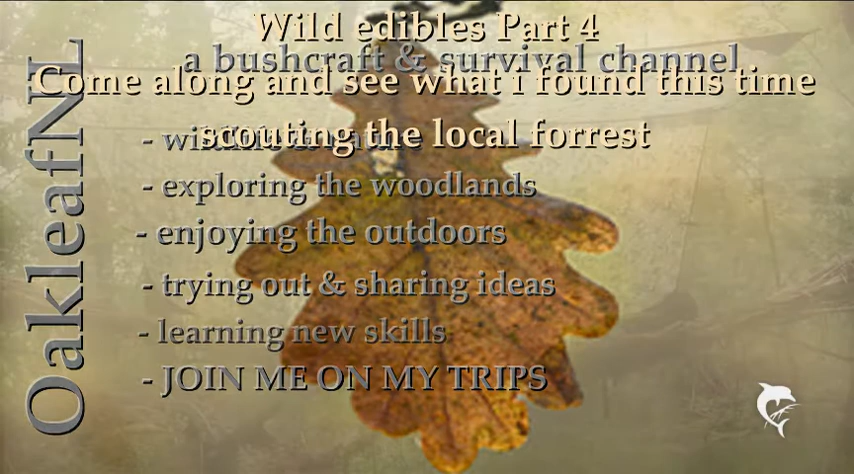 Wild edibles Part 4
a bushcraft & survival channel
Come along and see what i found this time
scouting the local forrest
- exploring the woodlands
- enjoying the outdoors
- trying out & sharing ideas
- learning new skills
- JOIN ME ON MY TRIPS
OakleafNL